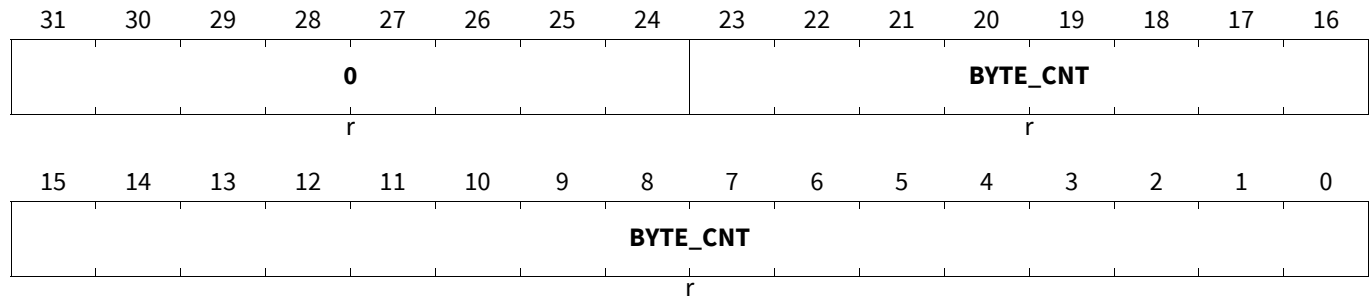 31 30 29 28 27 26 25 24 23 22 21 20 19 18 17 16
0 BYTE_CNT
r r
15 14 13 12 11 10 9 8 7 6 5 4 3 2 1 0
BYTE_CNT
r